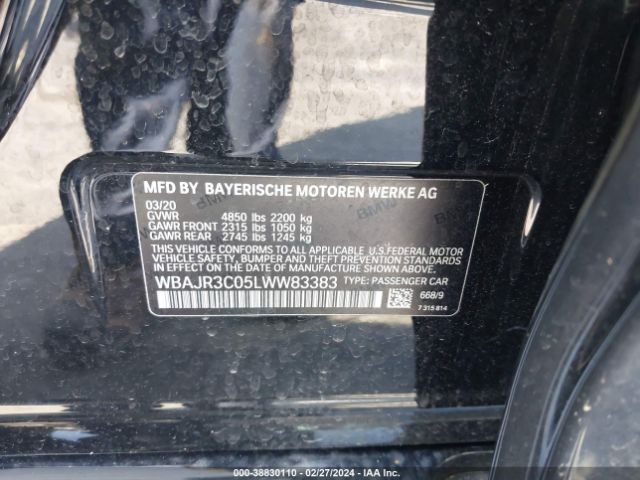 MFD BY BAYERISCHE MOTOREN WERKE AG
03/20
GVWR 4850 lbs 2200 kg
GAWR FRONT 2315 lbs 1050 kg
GAWR REAR 2745 lbs 1245 kg
THIS VEHICLE CONFORMS TO ALL APPLICABLE U.S.FEDERAL MOTOR
VEHICLE SAFETY, BUMPER AND THEFT PREVENTION STANDARDS IN
EFFECT ON THE DATE OF MANUFACTURE SHOWN ABOVE.
WBAJR3C05LWW83383 TYPE: PASSENGER CAR
668/9
7 315 814
000-38830110 - 02/27/2024 - IAA Inc.